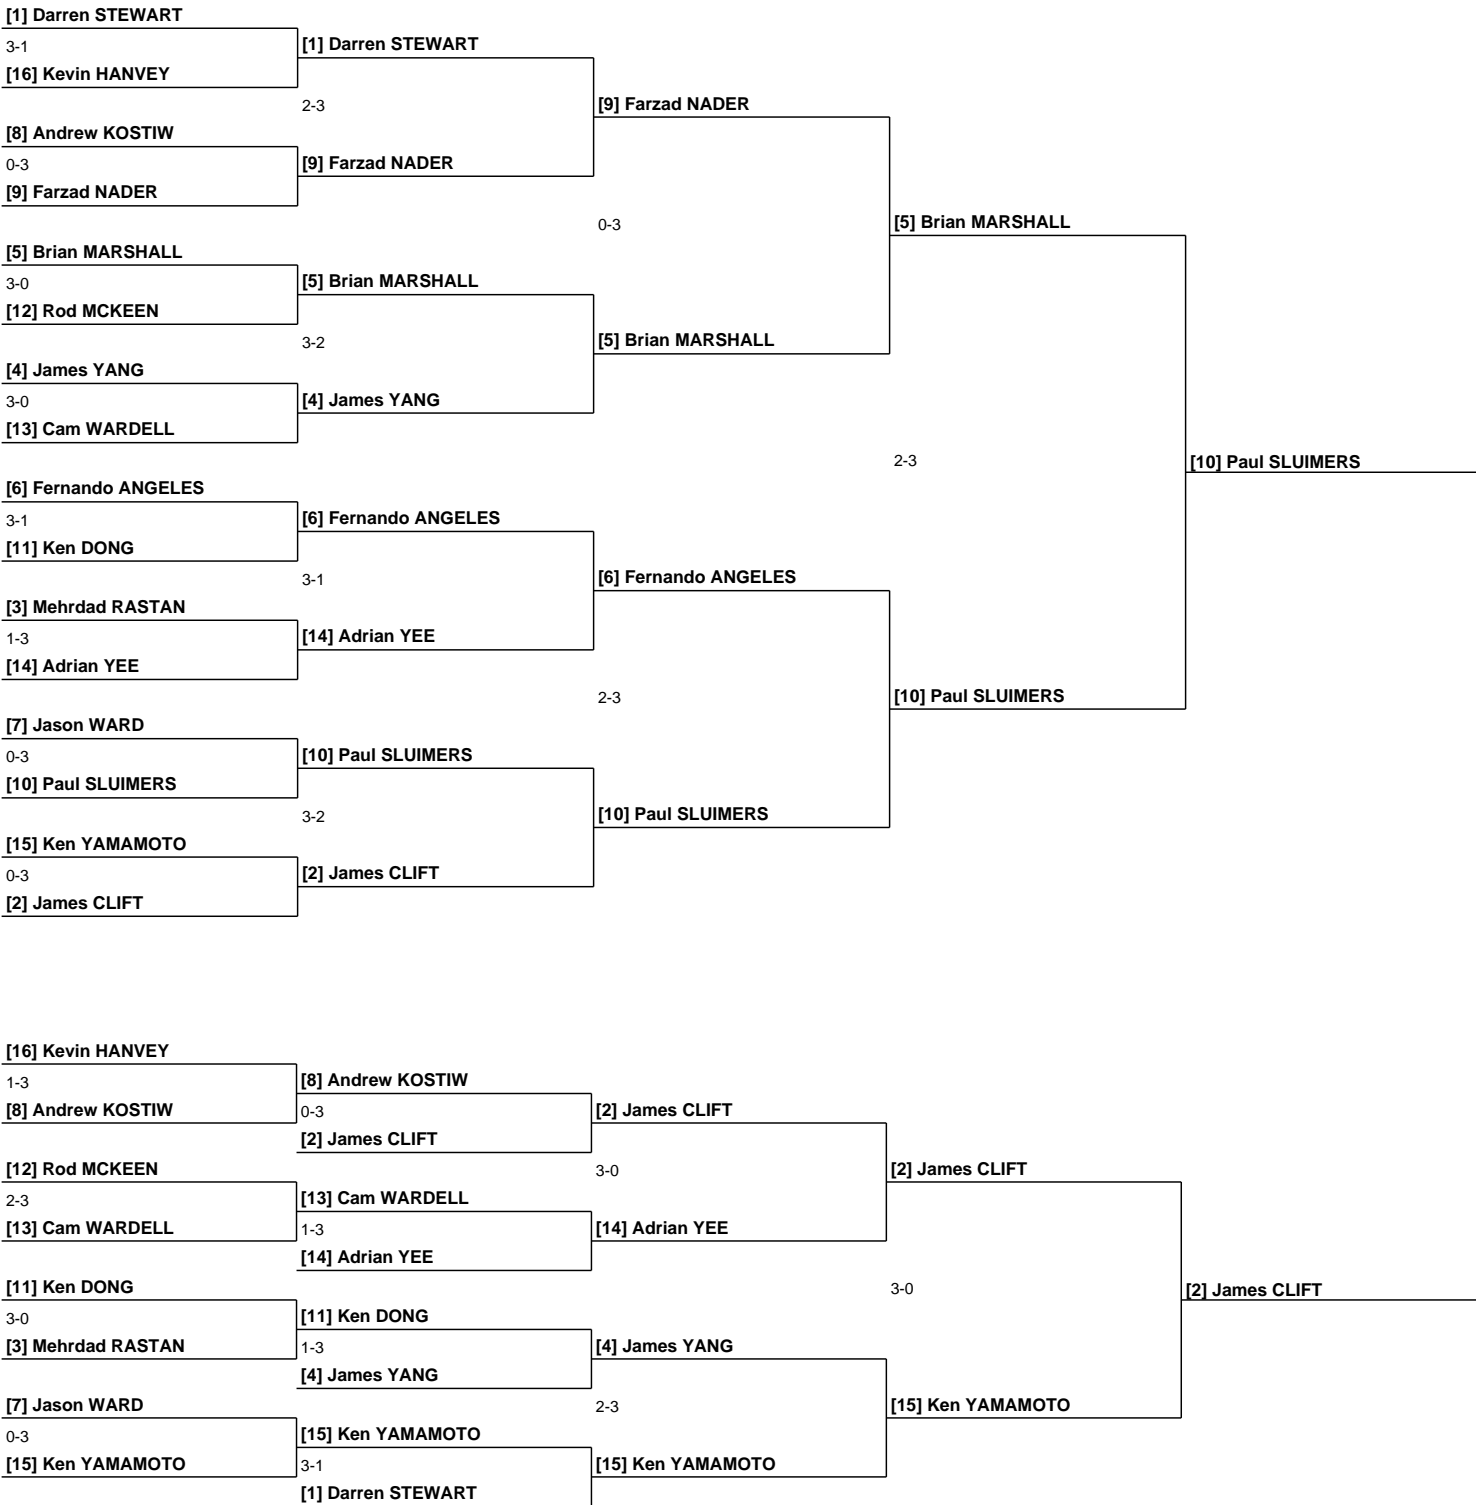 [1] Darren STEWART
3-1
[1] Darren STEWART
[16] Kevin HANVEY
2-3
[9] Farzad NADER
[8] Andrew KOSTIW
0-3
[9] Farzad NADER
[9] Farzad NADER
0-3
[5] Brian MARSHALL
[5] Brian MARSHALL
3-0
[5] Brian MARSHALL
[12] Rod MCKEEN
3-2
[5] Brian MARSHALL
[4] James YANG
3-0
[4] James YANG
[13] Cam WARDELL
2-3
[10] Paul SLUIMERS
[6] Fernando ANGELES
3-1
[6] Fernando ANGELES
[11] Ken DONG
3-1
[6] Fernando ANGELES
[3] Mehrdad RASTAN
1-3
[14] Adrian YEE
[14] Adrian YEE
2-3
[10] Paul SLUIMERS
[7] Jason WARD
0-3
[10] Paul SLUIMERS
[10] Paul SLUIMERS
3-2
[10] Paul SLUIMERS
[15] Ken YAMAMOTO
0-3
[2] James CLIFT
[2] James CLIFT
[16] Kevin HANVEY
1-3
[8] Andrew KOSTIW
[8] Andrew KOSTIW
0-3
[2] James CLIFT
[2] James CLIFT
[12] Rod MCKEEN
3-0
[2] James CLIFT
2-3
[13] Cam WARDELL
[13] Cam WARDELL
1-3
[14] Adrian YEE
[14] Adrian YEE
[11] Ken DONG
3-0
[2] James CLIFT
3-0
[11] Ken DONG
[3] Mehrdad RASTAN
1-3
[4] James YANG
[4] James YANG
[7] Jason WARD
2-3
[15] Ken YAMAMOTO
0-3
[15] Ken YAMAMOTO
[15] Ken YAMAMOTO
3-1
[15] Ken YAMAMOTO
[1] Darren STEWART